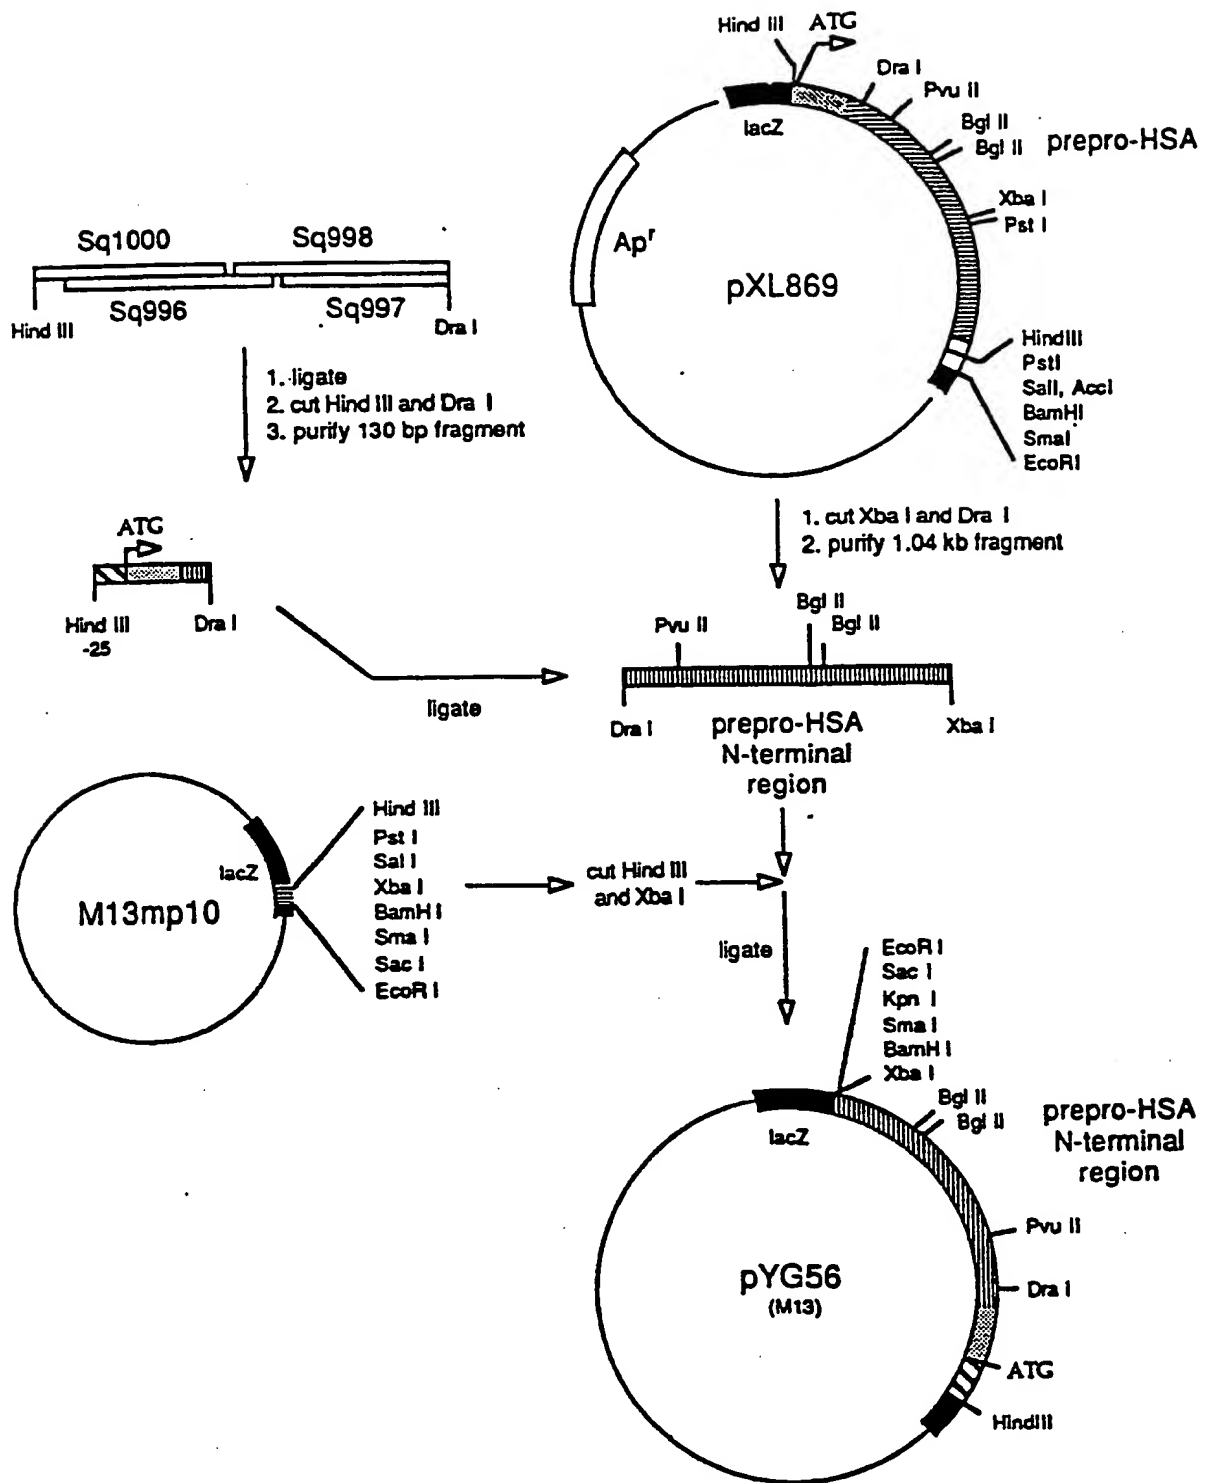 Hind III
ATG
Dra I
Pvu II
Bgl II
Bgl II
prepro-HSA
Xba I
Pst I
lacZ
Ap^r
pXL869
HindIII
PstI
SalI, AccI
BamHI
SmaI
EcoRI
Sq1000
Sq998
Sq996
Sq997
Hind III
Dra I
1. ligate
2. cut Hind III and Dra I
3. purify 130 bp fragment
1. cut Xba I and Dra I
2. purify 1.04 kb fragment
ATG
Hind III
-25
Dra I
ligate
Pvu II
Bgl II
Bgl II
Dra I
Xba I
prepro-HSA
N-terminal
region
M13mp10
lacZ
Hind III
Pst I
Sal I
Xba I
BamH I
Sma I
Sac I
EcoR I
cut Hind III
and Xba I
ligate
EcoR I
Sac I
Kpn I
Sma I
BamH I
Xba I
Bgl II
Bgl II
prepro-HSA
N-terminal
region
lacZ
pYG56
(M13)
Pvu II
Dra I
ATG
HindIII